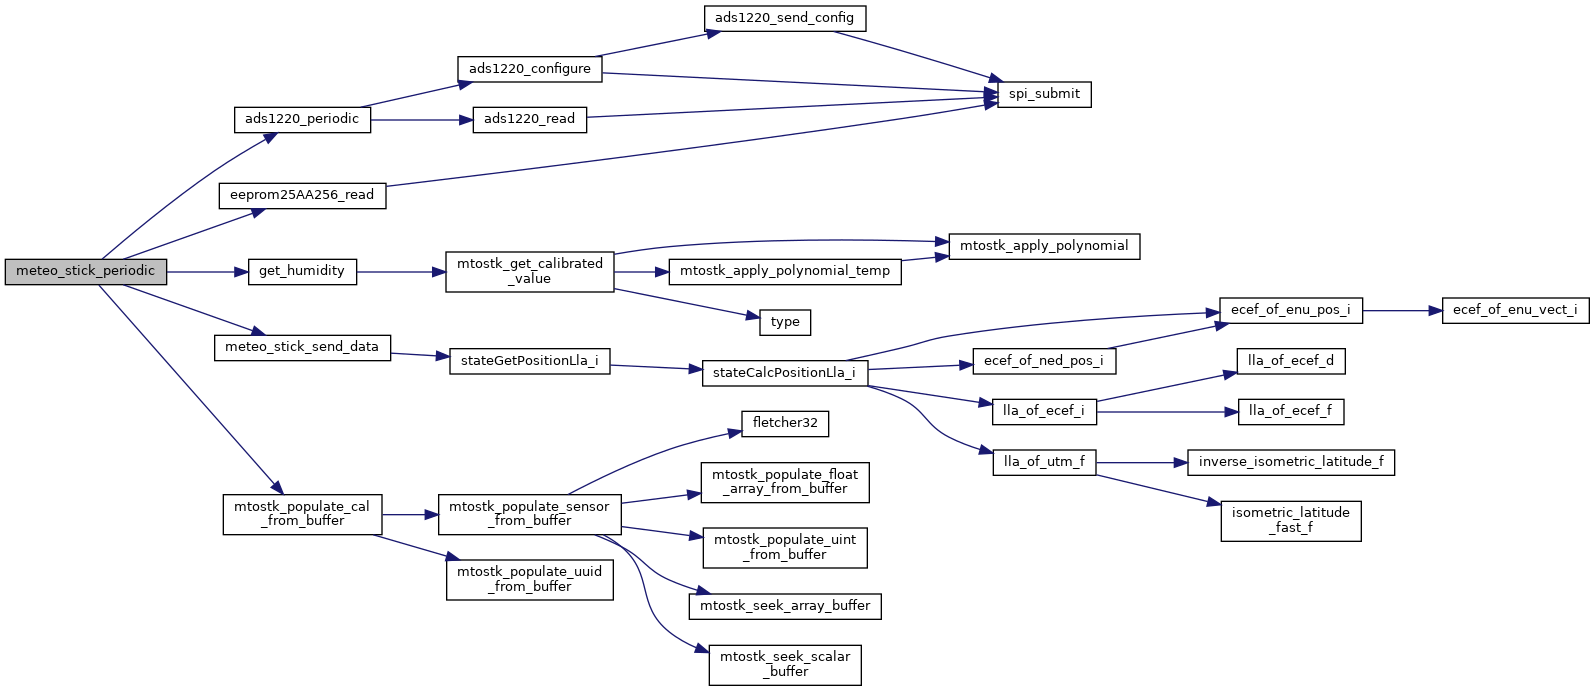 ads1220_send_config
ads1220_configure
spi_submit
ads1220_periodic
ads1220_read
eeprom25AA256_read
meteo_stick_periodic
get_humidity
mtostk_get_calibrated
_value
mtostk_apply_polynomial
mtostk_apply_polynomial_temp
type
meteo_stick_send_data
stateGetPositionLla_i
stateCalcPositionLla_i
ecef_of_enu_pos_i
ecef_of_enu_vect_i
ecef_of_ned_pos_i
lla_of_ecef_d
lla_of_ecef_i
lla_of_ecef_f
lla_of_utm_f
inverse_isometric_latitude_f
isometric_latitude
_fast_f
fletcher32
mtostk_populate_cal
_from_buffer
mtostk_populate_sensor
_from_buffer
mtostk_populate_float
_array_from_buffer
mtostk_populate_uint
_from_buffer
mtostk_populate_uuid
_from_buffer
mtostk_seek_array_buffer
mtostk_seek_scalar
_buffer